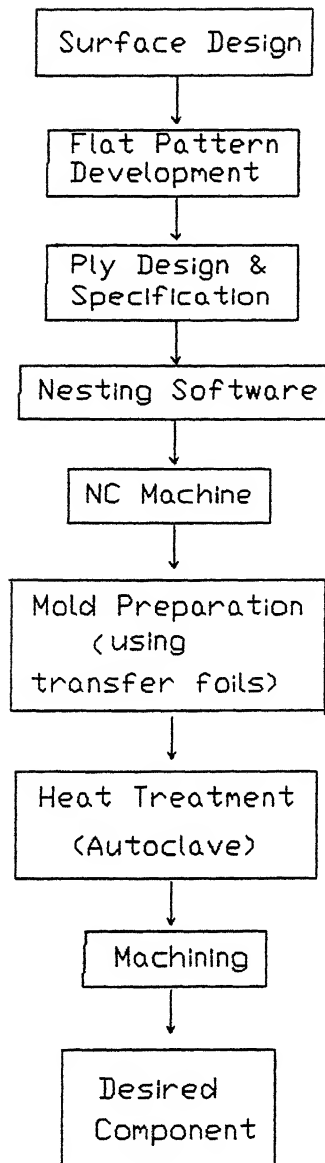 Surface Design
Flat Pattern
Development
Ply Design &
Specification
Nesting Software
NC Machine
Mold Preparation
(using
transfer foils)
Heat Treatment
(Autoclave)
Machining
Desired
Component